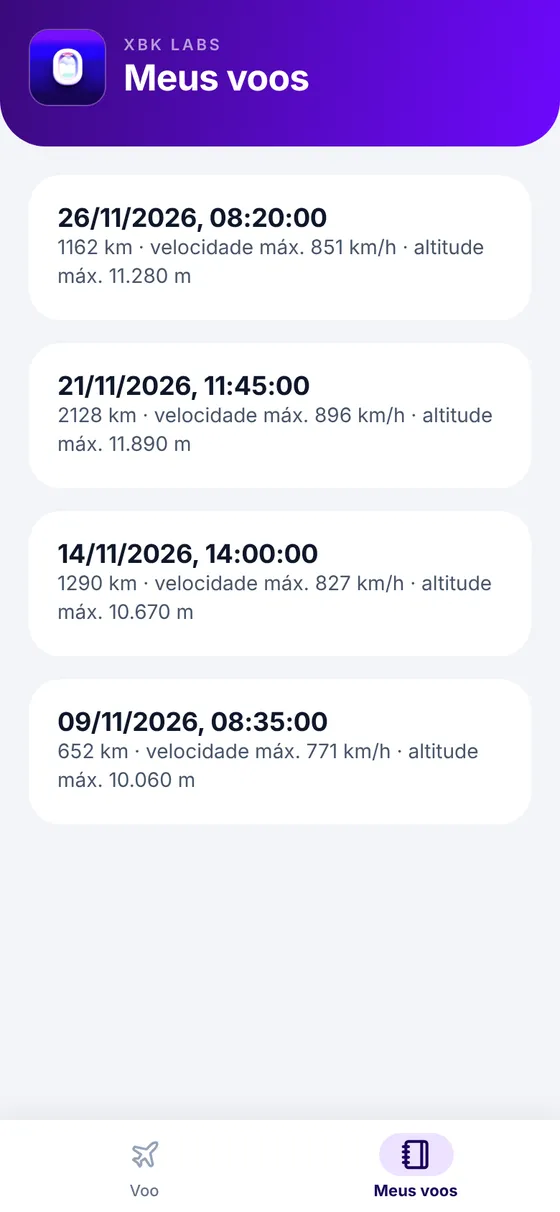 XBK LABS
Meus voos
26/11/2026, 08:20:00
1162 km · velocidade máx. 851 km/h · altitude
máx. 11.280 m
21/11/2026, 11:45:00
2128 km · velocidade máx. 896 km/h · altitude
máx. 11.890 m
14/11/2026, 14:00:00
1290 km · velocidade máx. 827 km/h · altitude
máx. 10.670 m
09/11/2026, 08:35:00
652 km · velocidade máx. 771 km/h · altitude
máx. 10.060 m
Voo
Meus voos